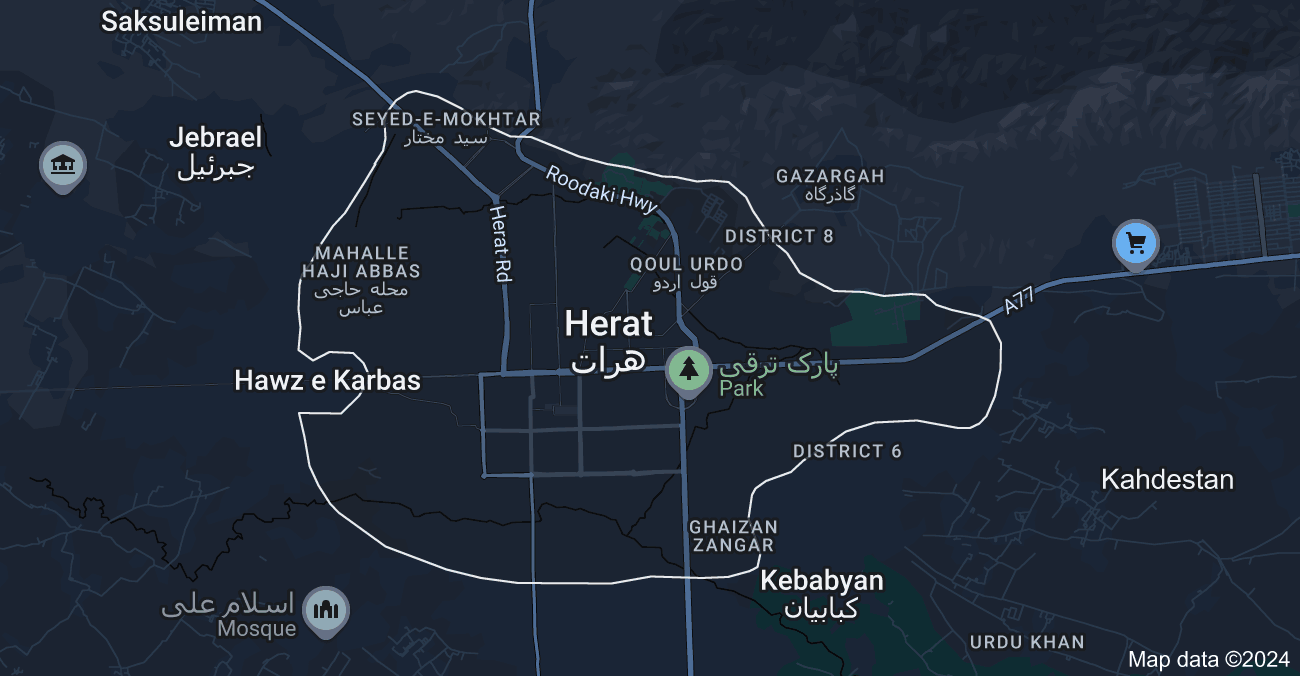 Saksuleiman
SEYED-E-MOKHTAR
سید مختار
Jebrael
جبرئیل
Roodaki Hwy
GAZARGAH
گاذرگاه
Herat Rd
DISTRICT 8
MAHALLE
HAJI ABBAS
محله حاجی
عباس
QOUL URDO
قول اردو
A77
Herat
هرات
پارک ترقی
Park
Hawz e Karbas
DISTRICT 6
Kahdestan
GHAIZAN
ZANGAR
Kebabyan
کبابیان
اسلام علی
Mosque
URDU KHAN
Map data ©2024